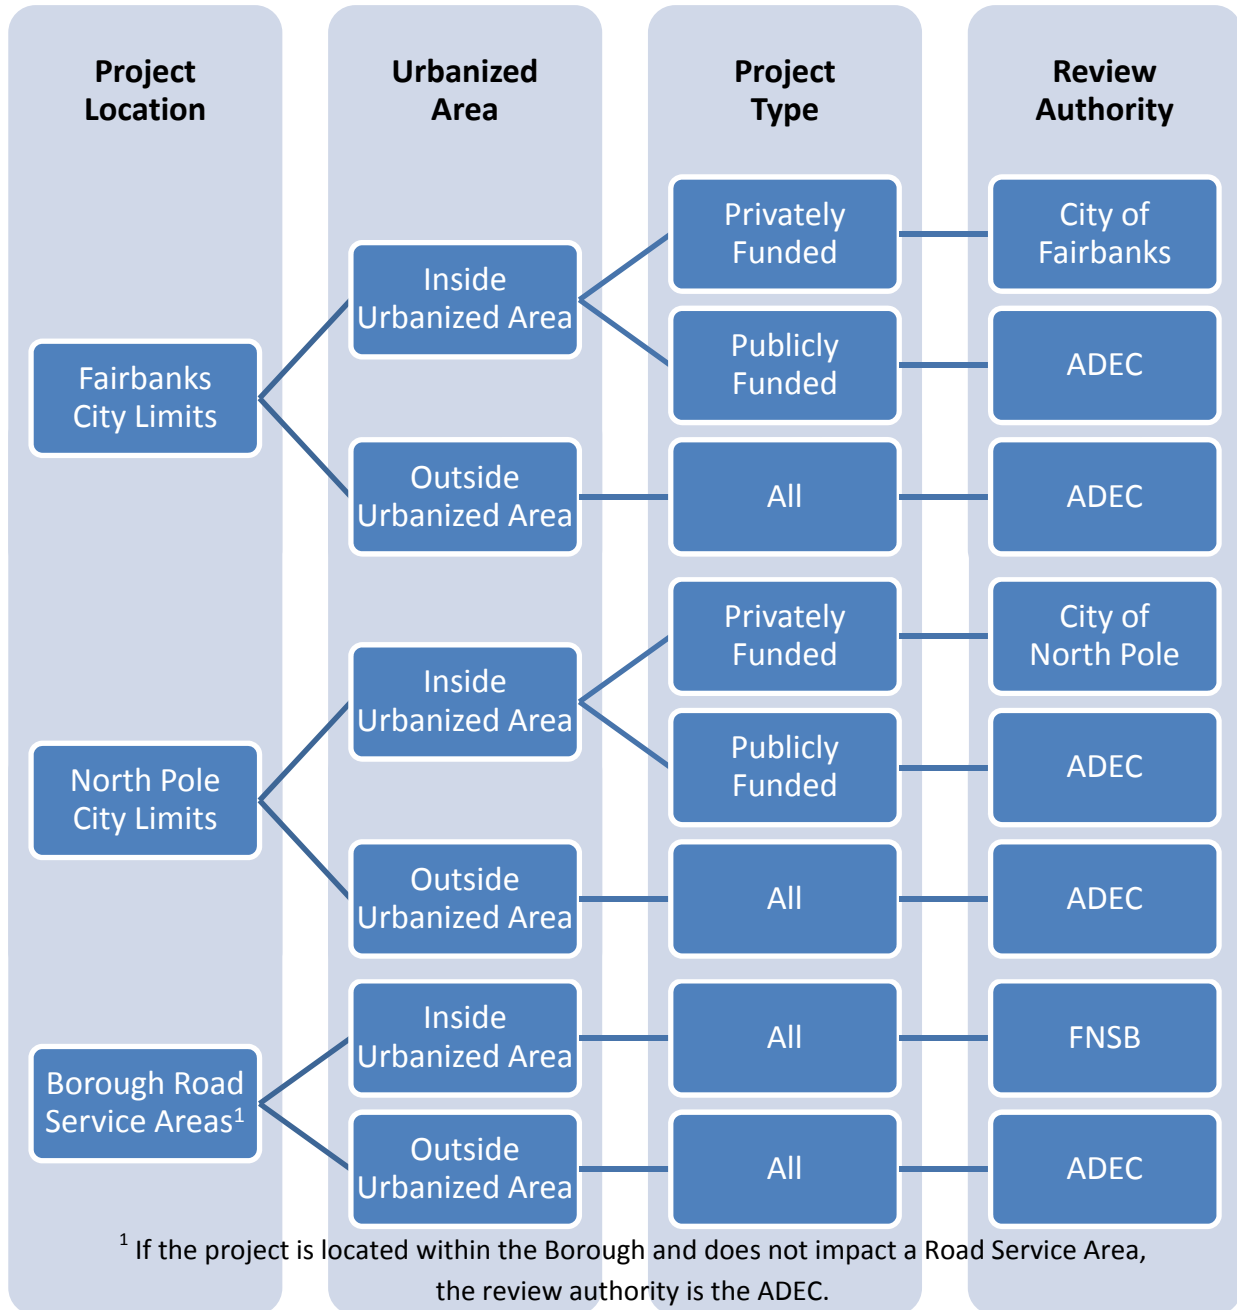 Project
Location
Urbanized
Area
Project
Type
Review
Authority
Fairbanks
City Limits
Inside
Urbanized Area
Privately
Funded
City of
Fairbanks
Publicly
Funded
ADEC
Outside
Urbanized Area
All
ADEC
North Pole
City Limits
Inside
Urbanized Area
Privately
Funded
City of
North Pole
Publicly
Funded
ADEC
Outside
Urbanized Area
All
ADEC
Borough Road
Service Areas¹
Inside
Urbanized Area
All
FNSB
Outside
Urbanized Area
All
ADEC
¹ If the project is located within the Borough and does not impact a Road Service Area,
the review authority is the ADEC.